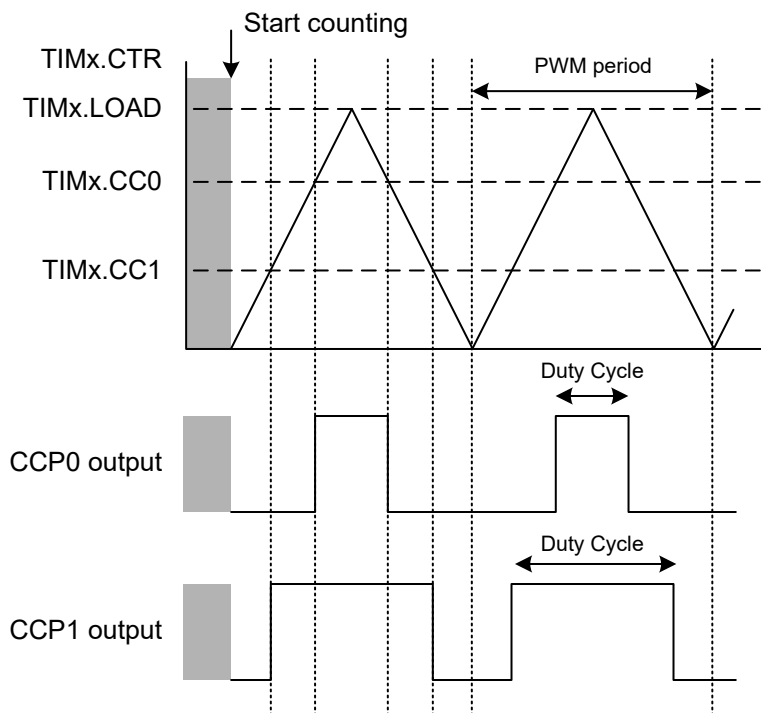 Start counting
TIMx.CTR
PWM period
TIMx.LOAD
TIMx.CC0
TIMx.CC1
Duty Cycle
CCP0 output
Duty Cycle
CCP1 output